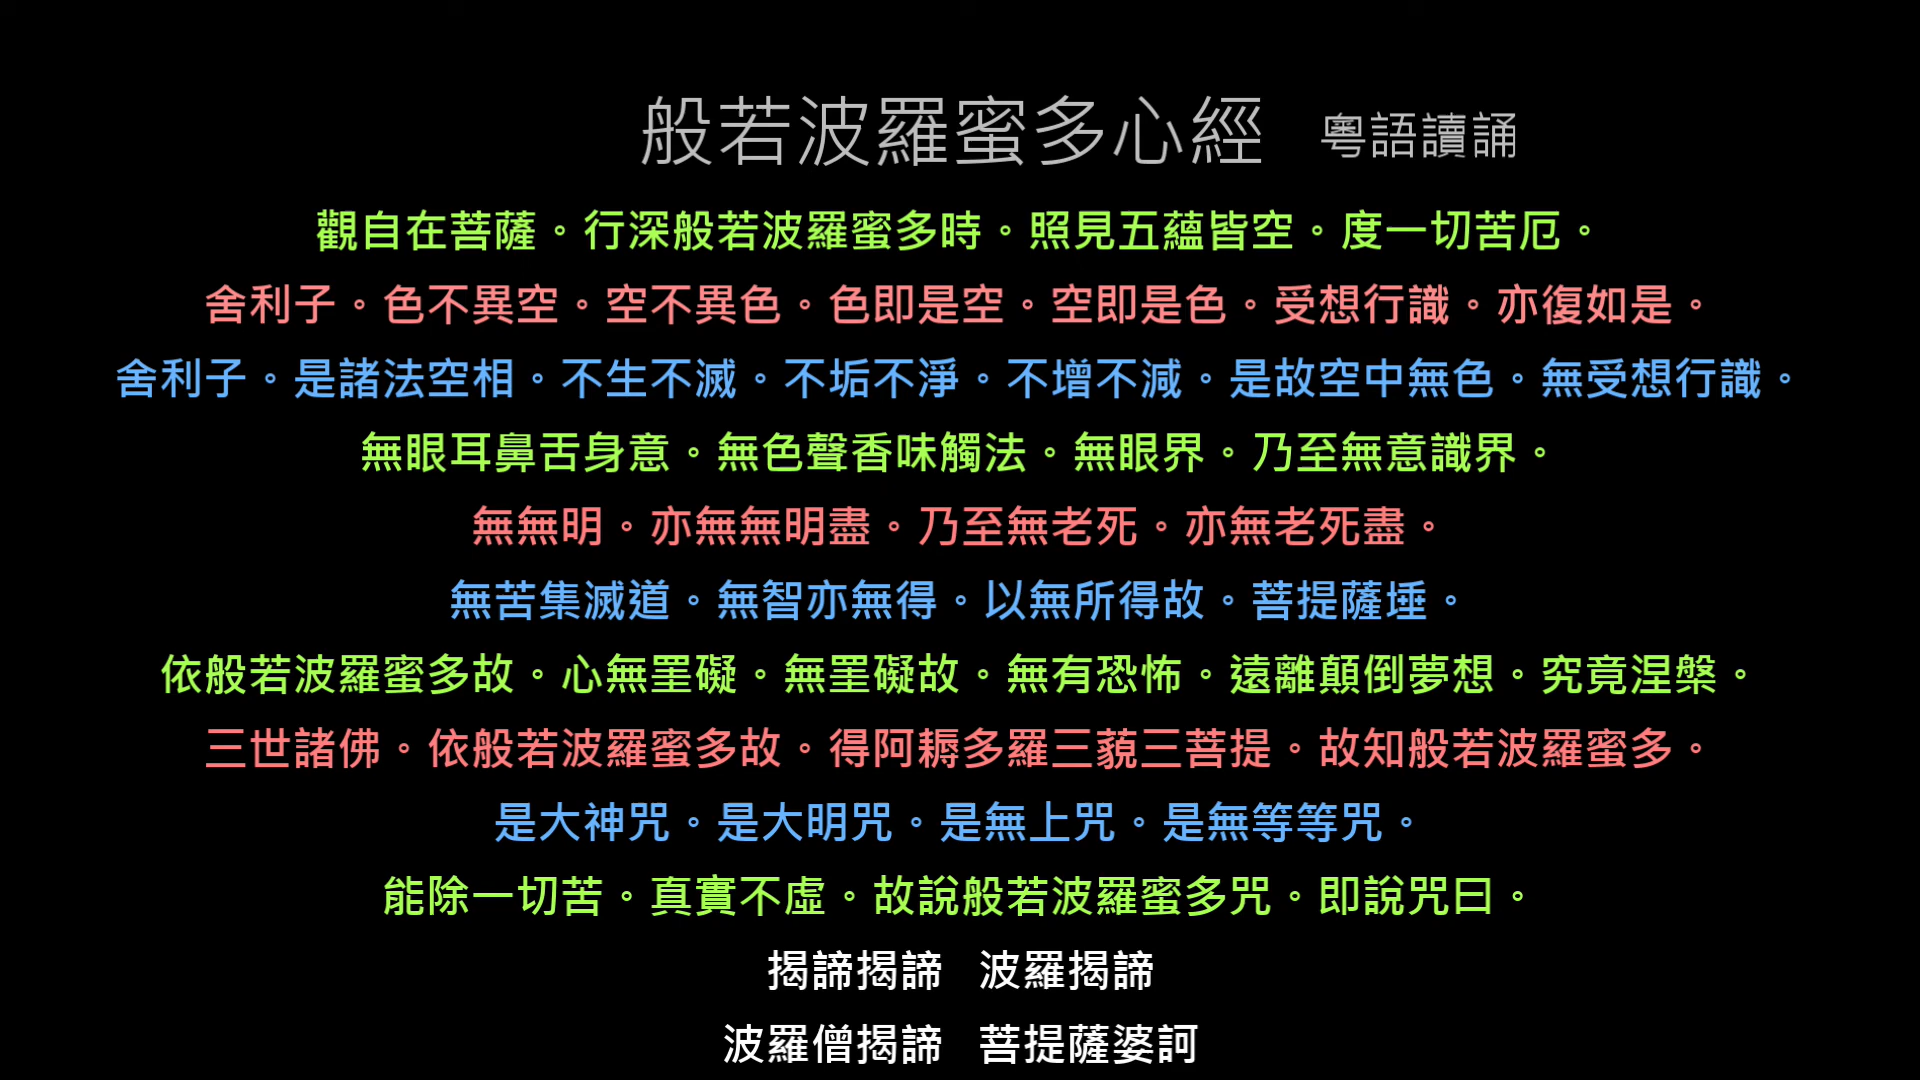 般若波羅蜜多心經 粵語讀誦
觀自在菩薩。行深般若波羅蜜多時。照見五蘊皆空。度一切苦厄。
舍利子。色不異空。空不異色。色即是空。空即是色。受想行識。亦復如是。
舍利子。是諸法空相。不生不滅。不垢不淨。不增不減。是故空中無色。無受想行識。
無眼耳鼻舌身意。無色聲香味觸法。無眼界。乃至無意識界。
無無明。亦無無明盡。乃至無老死。亦無老死盡。
無苦集滅道。無智亦無得。以無所得故。菩提薩埵。
依般若波羅蜜多故。心無罣礙。無罣礙故。無有恐怖。遠離顛倒夢想。究竟涅槃。
三世諸佛。依般若波羅蜜多故。得阿耨多羅三藐三菩提。故知般若波羅蜜多。
是大神咒。是大明咒。是無上咒。是無等等咒。
能除一切苦。真實不虛。故說般若波羅蜜多咒。即說咒曰。
揭諦揭諦 波羅揭諦
波羅僧揭諦 菩提薩婆訶